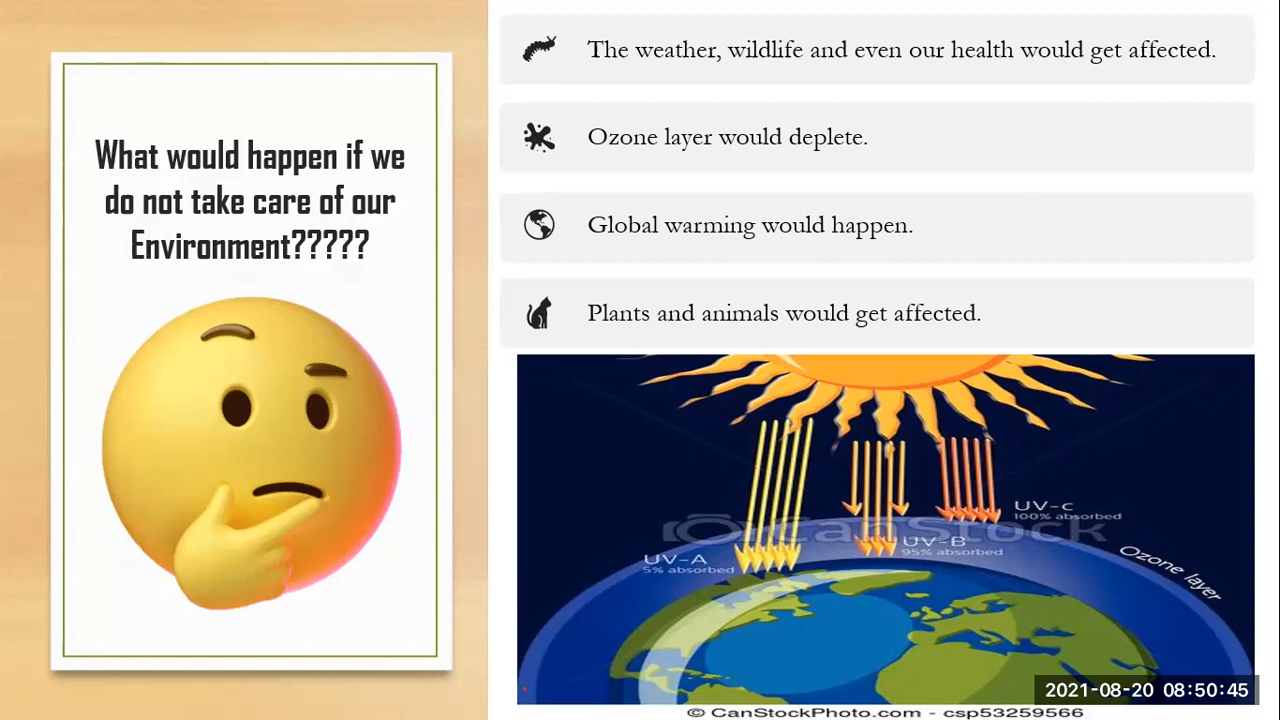 What would happen if we
do not take care of our
Environment?????
The weather, wildlife and even our health would get affected.
Ozone layer would deplete.
Global warming would happen.
Plants and animals would get affected.
UV-C
100% absorbed
CanStock
UV-B
95% absorbed
UV-A
5% absorbed
Ozone layer
2021-08-20 08:50:45
© CanStockPhoto.com - csp53259566